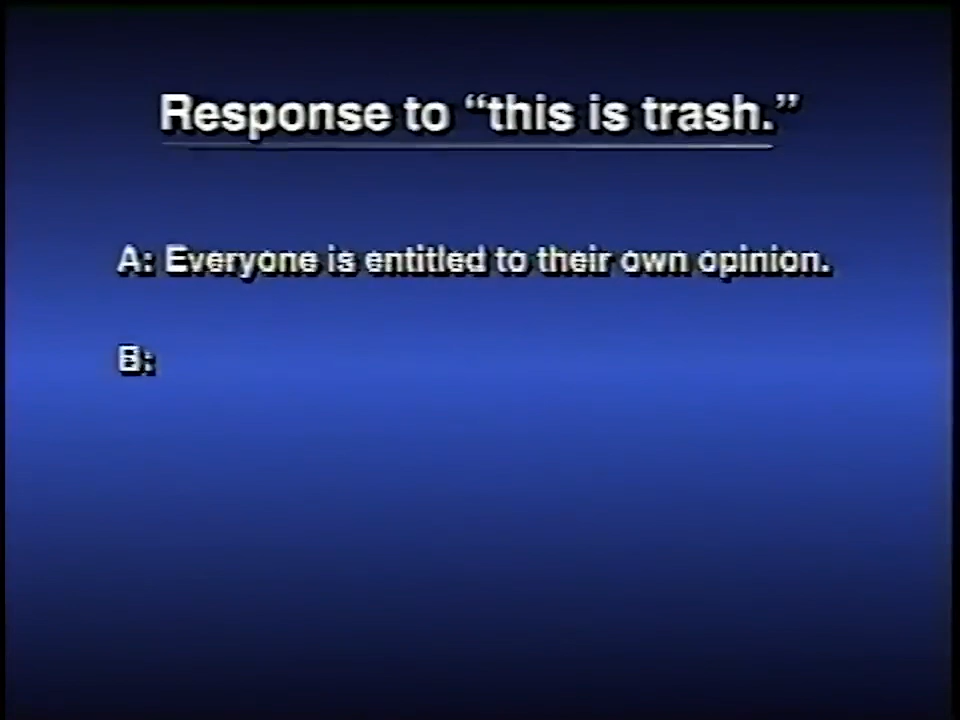 Response to “this is trash.”
A: Everyone is entitled to their own opinion.
B: